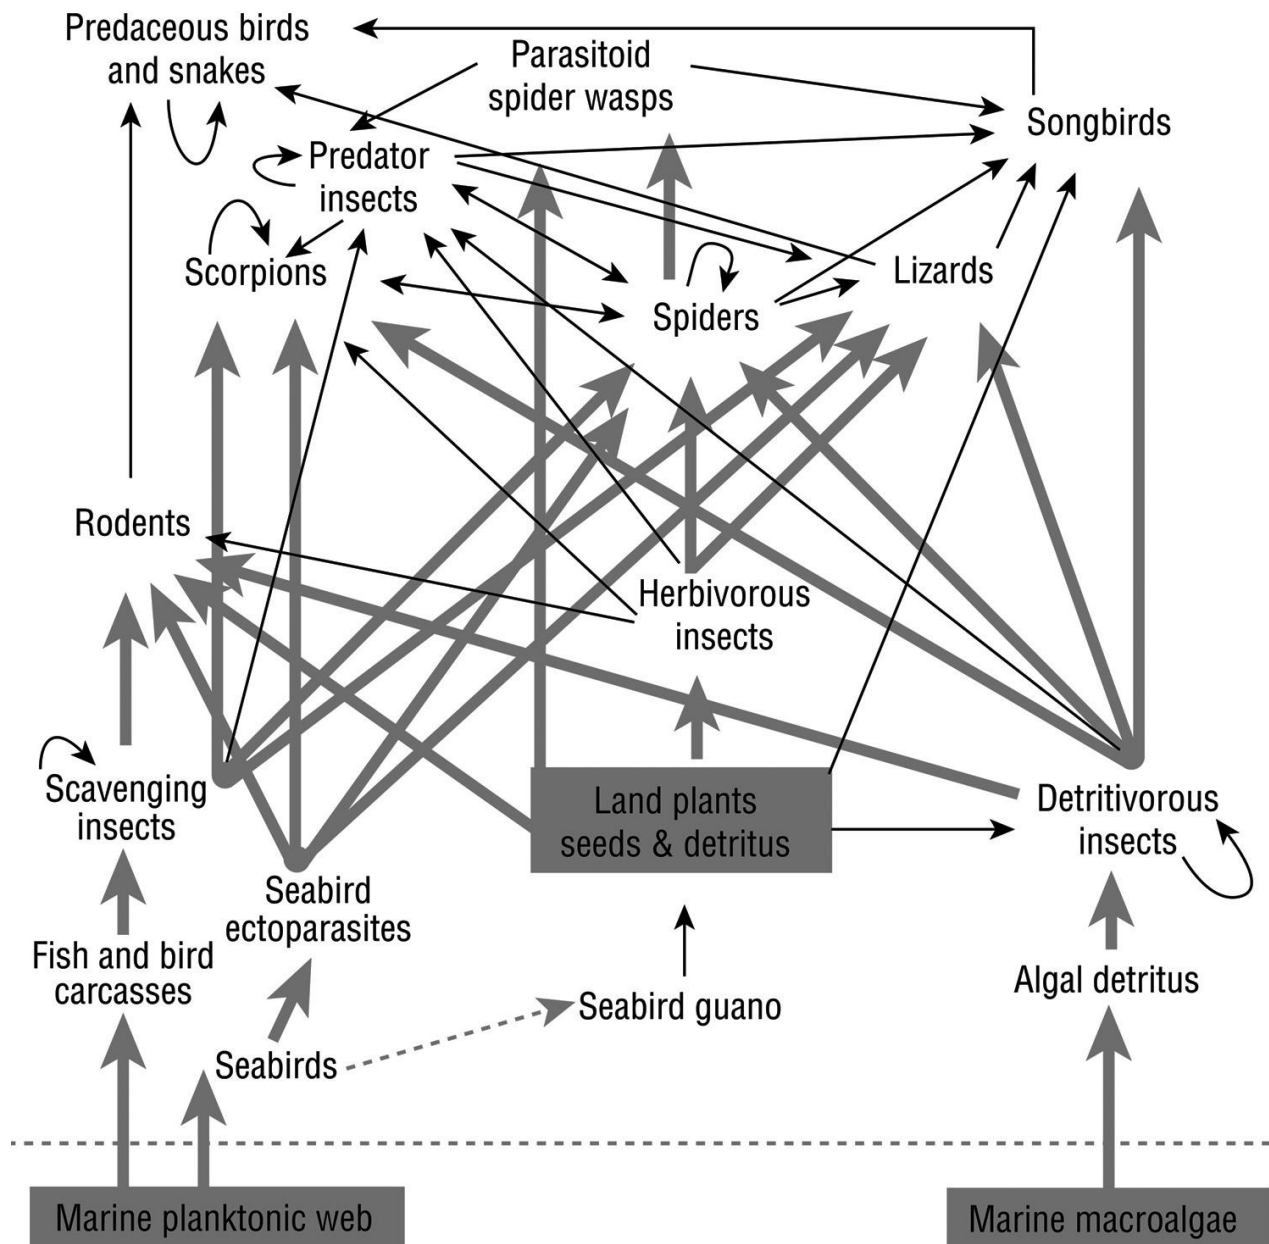 Predaceous birds
and snakes
Parasitoid
spider wasps
Songbirds
Predator
insects
Scorpions
Lizards
Spiders
Rodents
Herbivorous
insects
Scavenging
insects
Land plants
seeds & detritus
Detritivorous
insects
Seabird
ectoparasites
Fish and bird
carcasses
Algal detritus
Seabird guano
Seabirds
Marine planktonic web
Marine macroalgae